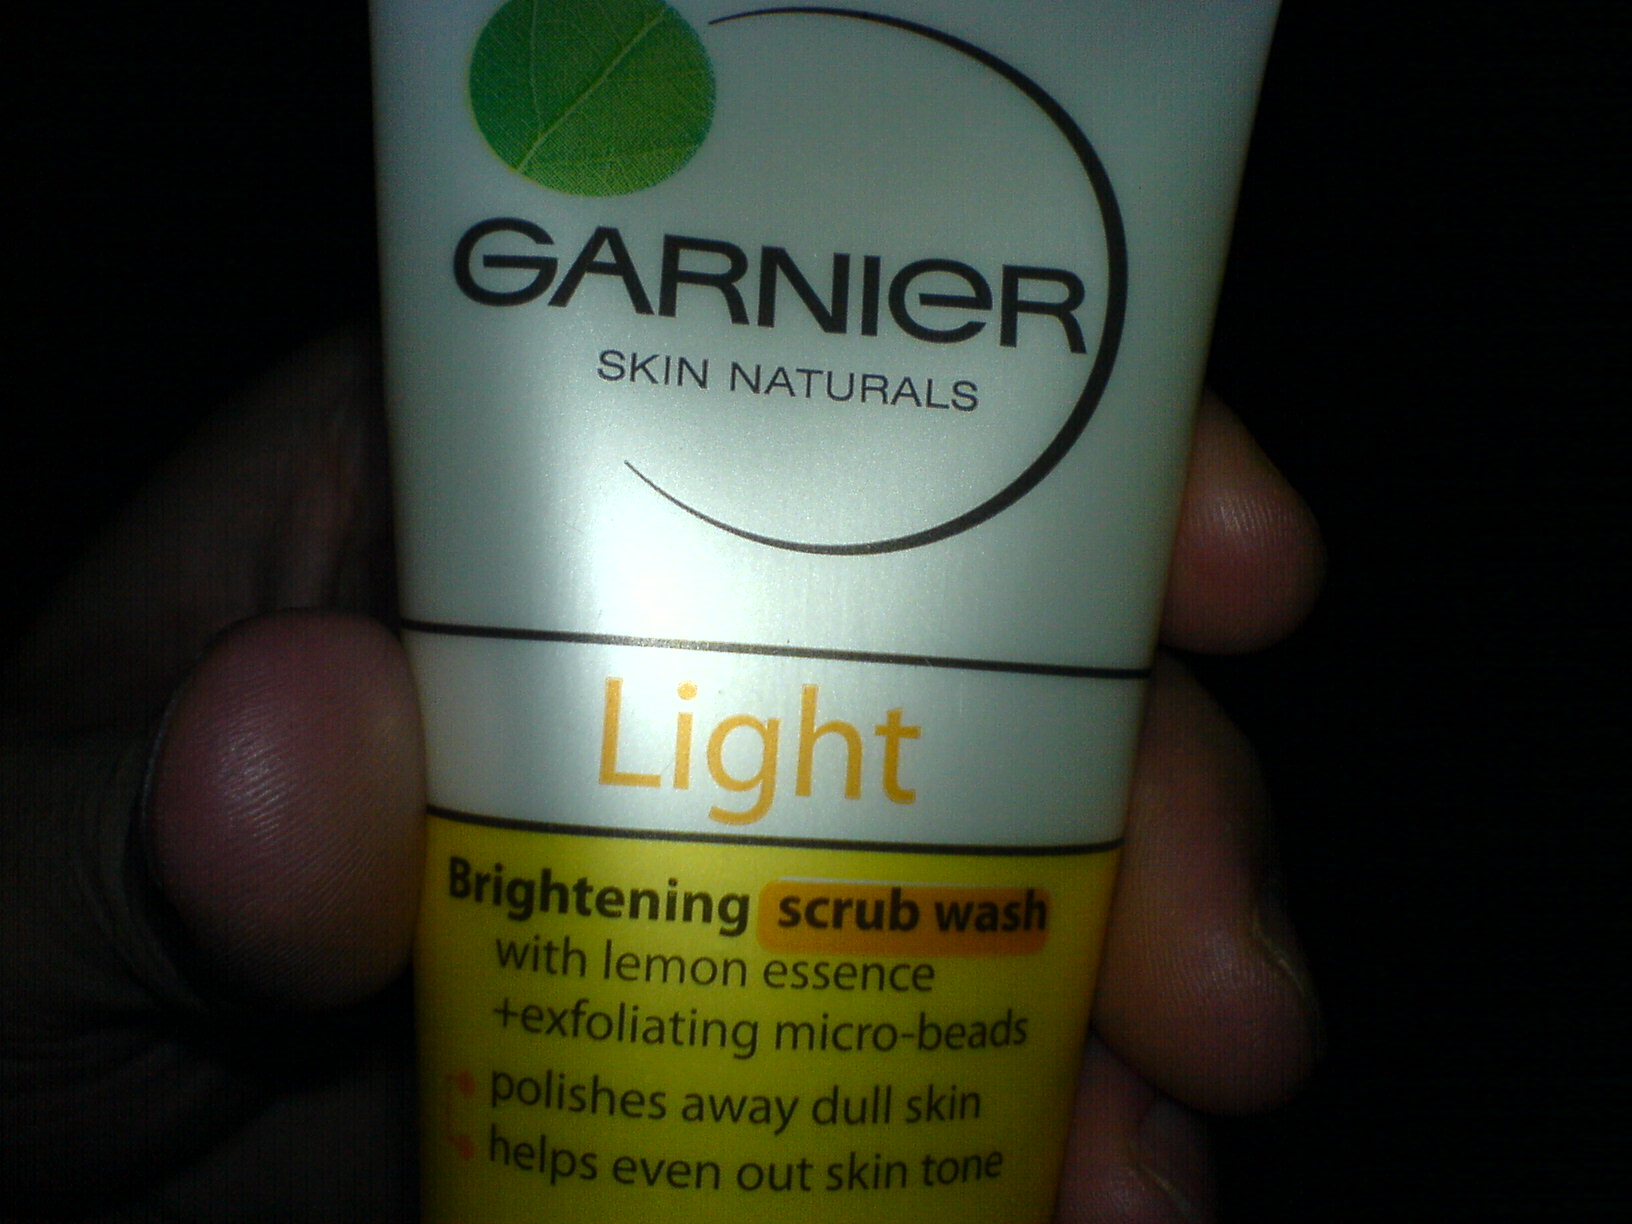 GARNIER
SKIN NATURALS
Light
Brightening scrub wash
with lemon essence
+exfoliating micro-beads
polishes away dull skin
helps even out skin tone